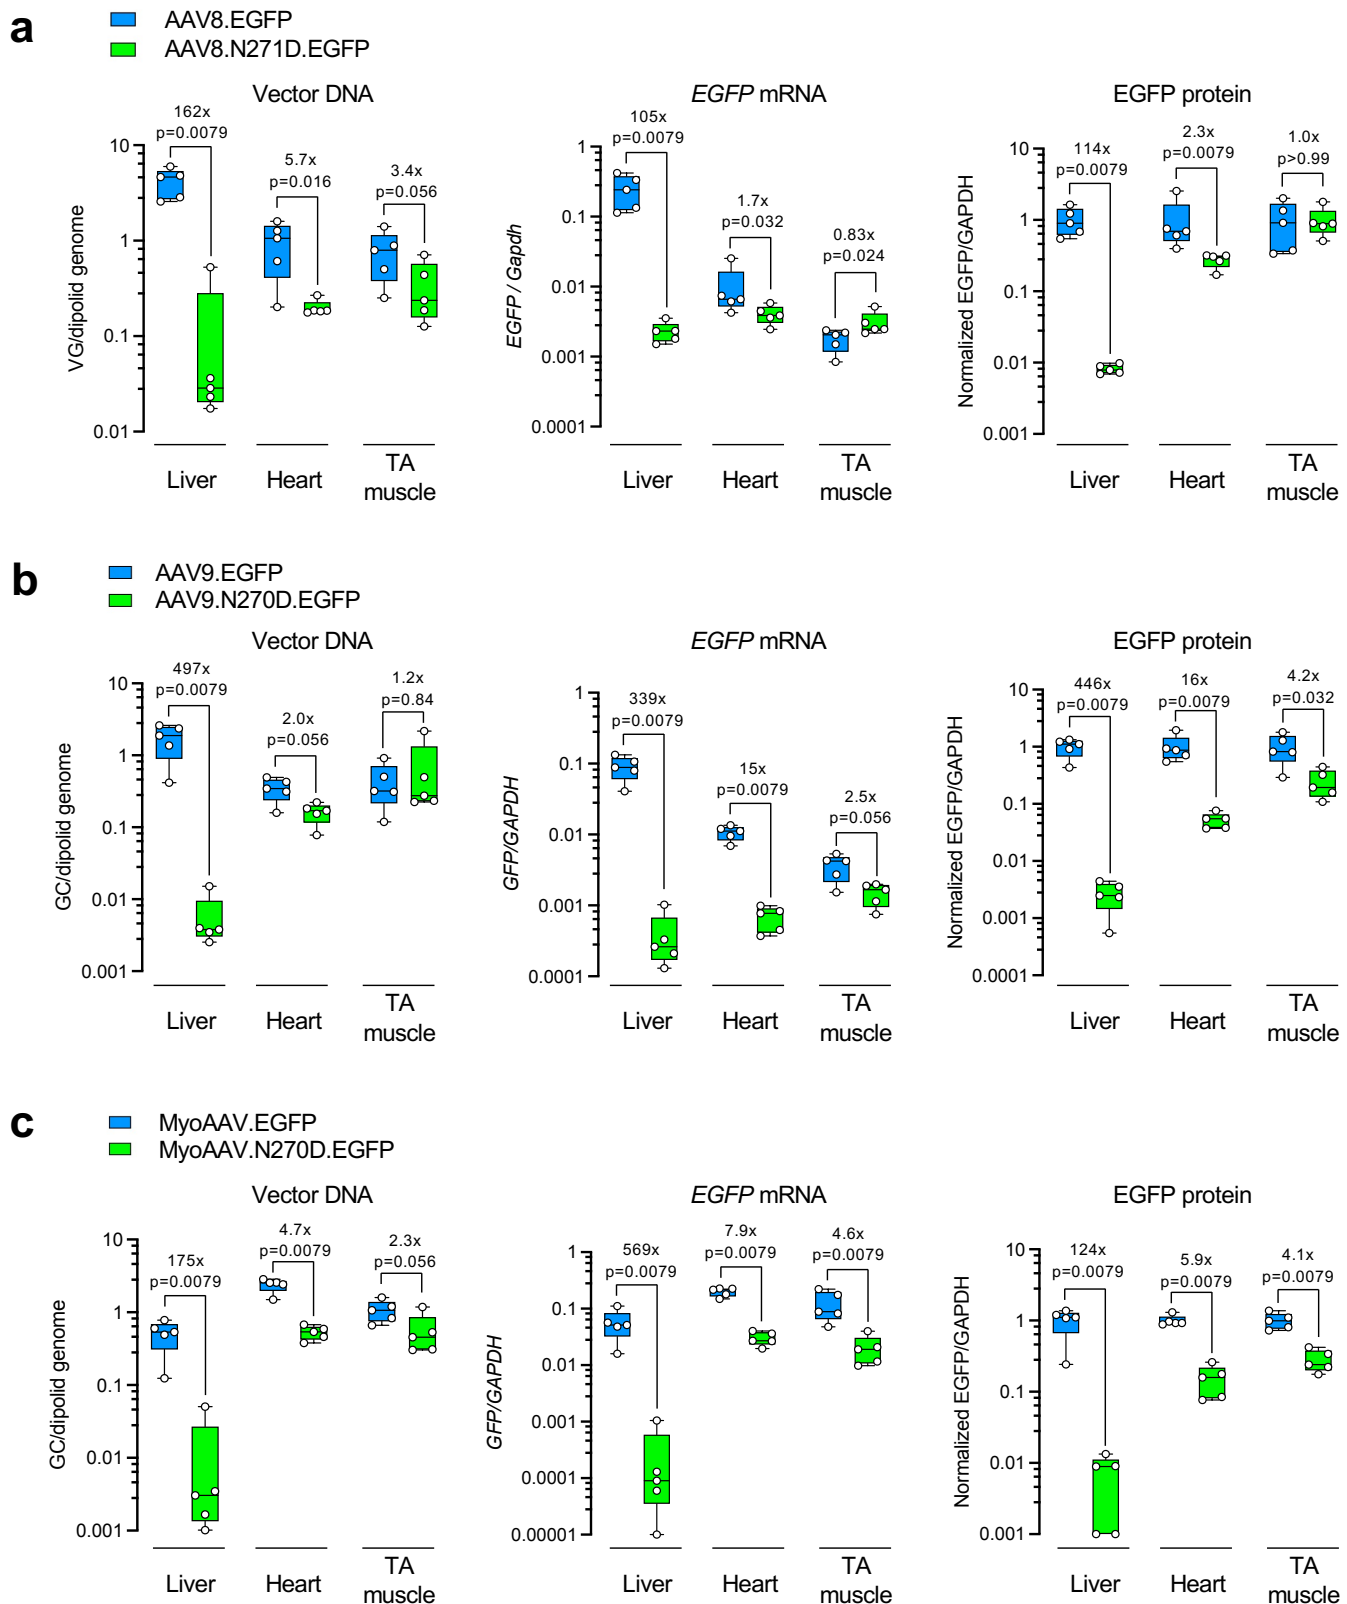 a
AAV8.EGFP
AAV8.N271D.EGFP
Vector DNA
VG/dipolid genome
10
1
0.1
0.01
162x
p=0.0079
5.7x
p=0.016
3.4x
p=0.056
Liver
Heart
TA
muscle
EGFP mRNA
EGFP / Gapdh
1
0.1
0.01
0.001
0.0001
105x
p=0.0079
1.7x
p=0.032
0.83x
p=0.024
Liver
Heart
TA
muscle
EGFP protein
Normalized EGFP/GAPDH
10
1
0.1
0.01
0.001
114x
p=0.0079
2.3x
p=0.0079
1.0x
p>0.99
Liver
Heart
TA
muscle
b
AAV9.EGFP
AAV9.N270D.EGFP
Vector DNA
GC/dipolid genome
10
1
0.1
0.01
0.001
497x
p=0.0079
2.0x
p=0.056
1.2x
p=0.84
Liver
Heart
TA
muscle
EGFP mRNA
GFP/GAPDH
1
0.1
0.01
0.001
0.0001
339x
p=0.0079
15x
p=0.0079
2.5x
p=0.056
Liver
Heart
TA
muscle
EGFP protein
Normalized EGFP/GAPDH
10
1
0.1
0.01
0.001
0.0001
446x
p=0.0079
16x
p=0.0079
4.2x
p=0.032
Liver
Heart
TA
muscle
c
MyoAAV.EGFP
MyoAAV.N270D.EGFP
Vector DNA
GC/dipolid genome
10
1
0.1
0.01
0.001
175x
p=0.0079
4.7x
p=0.0079
2.3x
p=0.056
Liver
Heart
TA
muscle
EGFP mRNA
GFP/GAPDH
1
0.1
0.01
0.001
0.0001
0.00001
569x
p=0.0079
7.9x
p=0.0079
4.6x
p=0.0079
Liver
Heart
TA
muscle
EGFP protein
Normalized EGFP/GAPDH
10
1
0.1
0.01
0.001
124x
p=0.0079
5.9x
p=0.0079
4.1x
p=0.0079
Liver
Heart
TA
muscle